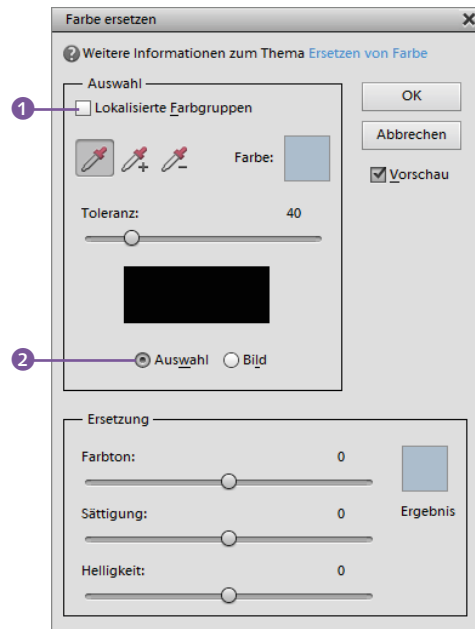 Farbe ersetzen
Weitere Informationen zum Thema Ersetzen von Farbe
Auswahl
1
Lokalisierte Farbgruppen
OK
Abbrechen
Vorschau
Farbe:
Toleranz: 40
2
Auswahl Bild
Ersetzung
Farbton: 0
Sättigung: 0
Ergebnis
Helligkeit: 0